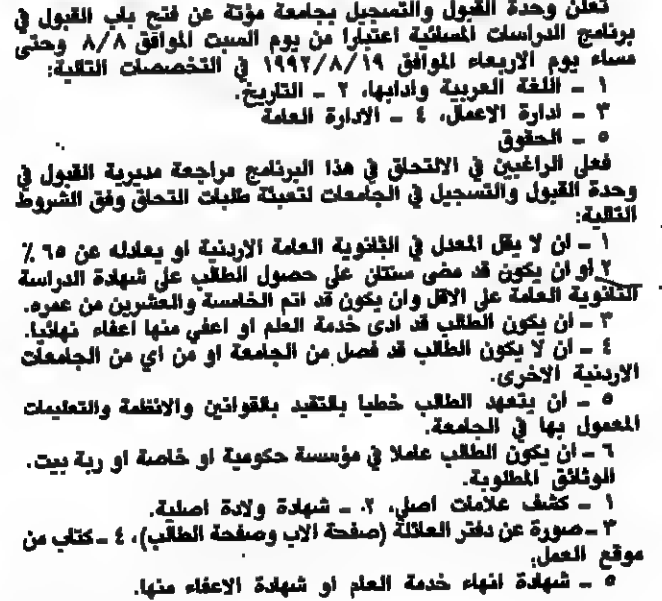 تعلن وحدة القبول والتسجيل بجامعة مؤتة عن فتح باب القبول في
برنامج الدراسات المسائية اعتبارا من يوم السبت الموافق ٨/٨ وحتى
مساء يوم الاربعاء الموافق ١٩٩٢/٨/١٩ في التخصصات التالية:
١ - اللغة العربية وادابها، ٢ - التاريخ.
٣ - ادارة الاعمال، ٤ - الادارة العامة
٥ - الحقوق
فعلى الراغبين في الالتحاق في هذا البرنامج مراجعة مديرية القبول في
وحدة القبول والتسجيل في الجامعات لتعبئة طلبات التحاق وفق الشروط
التالية:
١ - ان لا يقل المعدل في الثانوية العامة الاردنية او يعادله عن ٦٥ ٪
٢ او ان يكون قد مضى سنتان على حصول الطالب على شهادة الدراسة
الثانوية العامة على الاقل وان يكون قد اتم الخامسة والعشرين من عمره.
٣ - ان يكون الطالب قد ادى خدمة العلم او اعفي منها اعفاء نهائيا.
٤ - ان لا يكون الطالب قد فصل من الجامعة او من اي من الجامعات
الاردنية الاخرى.
٥ - ان يتعهد الطالب خطيا بالتقيد بالقوانين والانظمة والتعليمات
المعمول بها في الجامعة.
٦ - ان يكون الطالب عاملا في مؤسسة حكومية او خاصة او ربة بيت.
الوثائق المطلوبة.
١ - كشف علامات اصلي، ٢ - شهادة ولادة اصلية.
٣ - صورة عن دفتر العائلة (صفحة الاب وصفحة الطالب)، ٤ - كتاب من
موقع العمل.
٥ - شهادة انهاء خدمة العلم او شهادة الاعفاء منها.